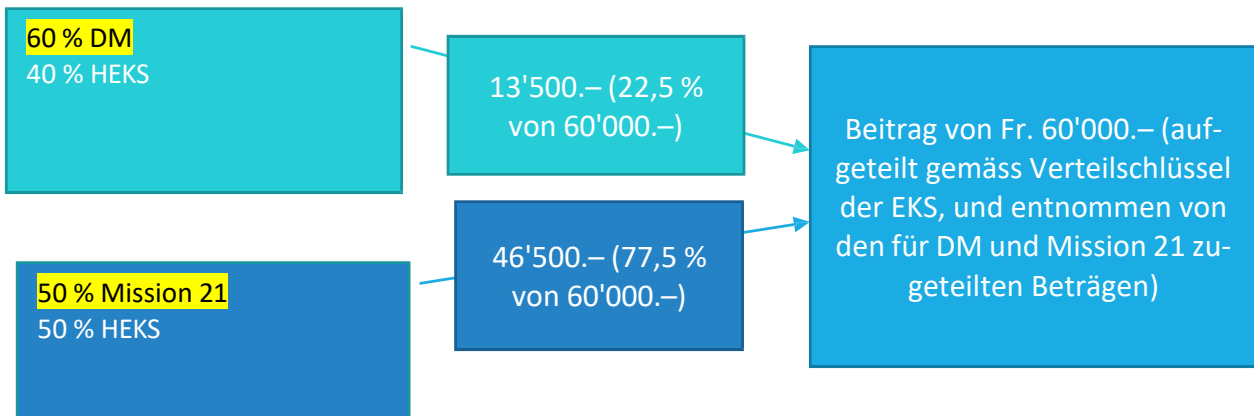 60 % DM
40 % HEKS
13'500.– (22,5 %
von 60'000.–)
Beitrag von Fr. 60'000.– (auf-
geteilt gemäss Verteilschlüssel
der EKS, und entnommen von
den für DM und Mission 21 zu-
geteilten Beträgen)
46'500.– (77,5 %
von 60'000.–)
50 % Mission 21
50 % HEKS